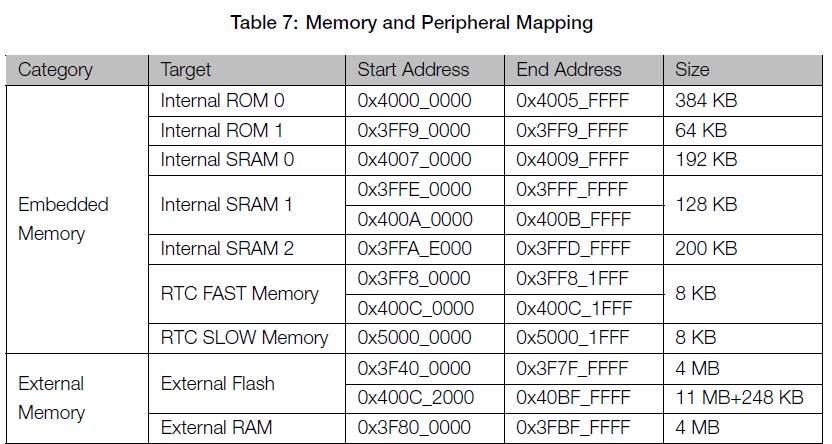 Table 7: Memory and Peripheral Mapping
Category Target Start Address End Address Size
Embedded Memory
Internal ROM 0 0x4000_0000 0x4005_FFFF 384 KB
Internal ROM 1 0x3FF9_0000 0x3FF9_FFFF 64 KB
Internal SRAM 0 0x4007_0000 0x4009_FFFF 192 KB
Internal SRAM 1 0x3FFE_0000 0x3FFF_FFFF 128 KB
0x400A_0000 0x400B_FFFF
Internal SRAM 2 0x3FFA_E000 0x3FFD_FFFF 200 KB
RTC FAST Memory 0x3FF8_0000 0x3FF8_1FFF 8 KB
0x400C_0000 0x400C_1FFF
RTC SLOW Memory 0x5000_0000 0x5000_1FFF 8 KB
External Memory
External Flash 0x3F40_0000 0x3F7F_FFFF 4 MB
0x400C_2000 0x40BF_FFFF 11 MB+248 KB
External RAM 0x3F80_0000 0x3FBF_FFFF 4 MB